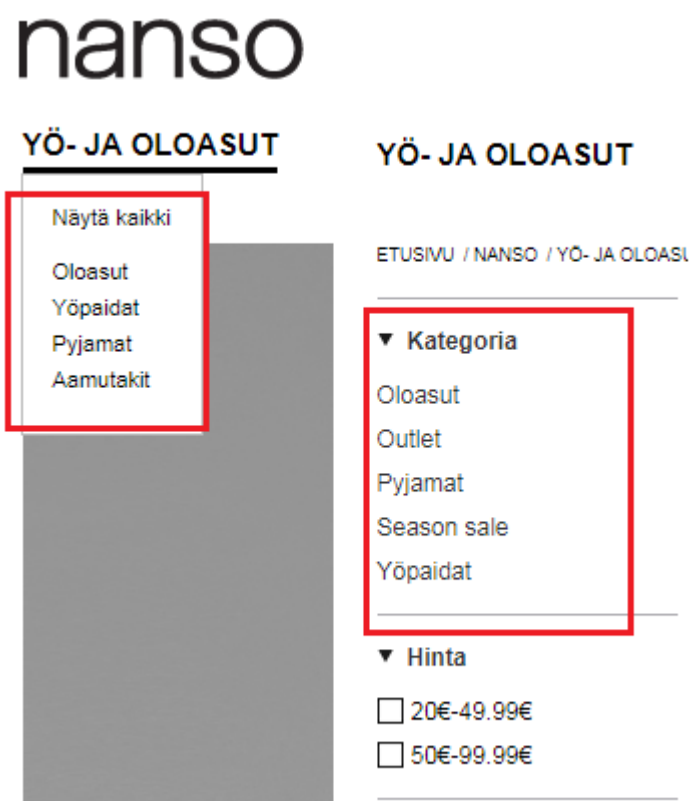 nanso
YÖ- JA OLOASUT
Näytä kaikki
Oloasut
Yöpaidat
Pyjamat
Aamutakit
YÖ- JA OLOASUT
ETUSIVU / NANSO / YÖ- JA OLOASU
▼ Kategoria
Oloasut
Outlet
Pyjamat
Season sale
Yöpaidat
▼ Hinta
20€-49.99€
50€-99.99€